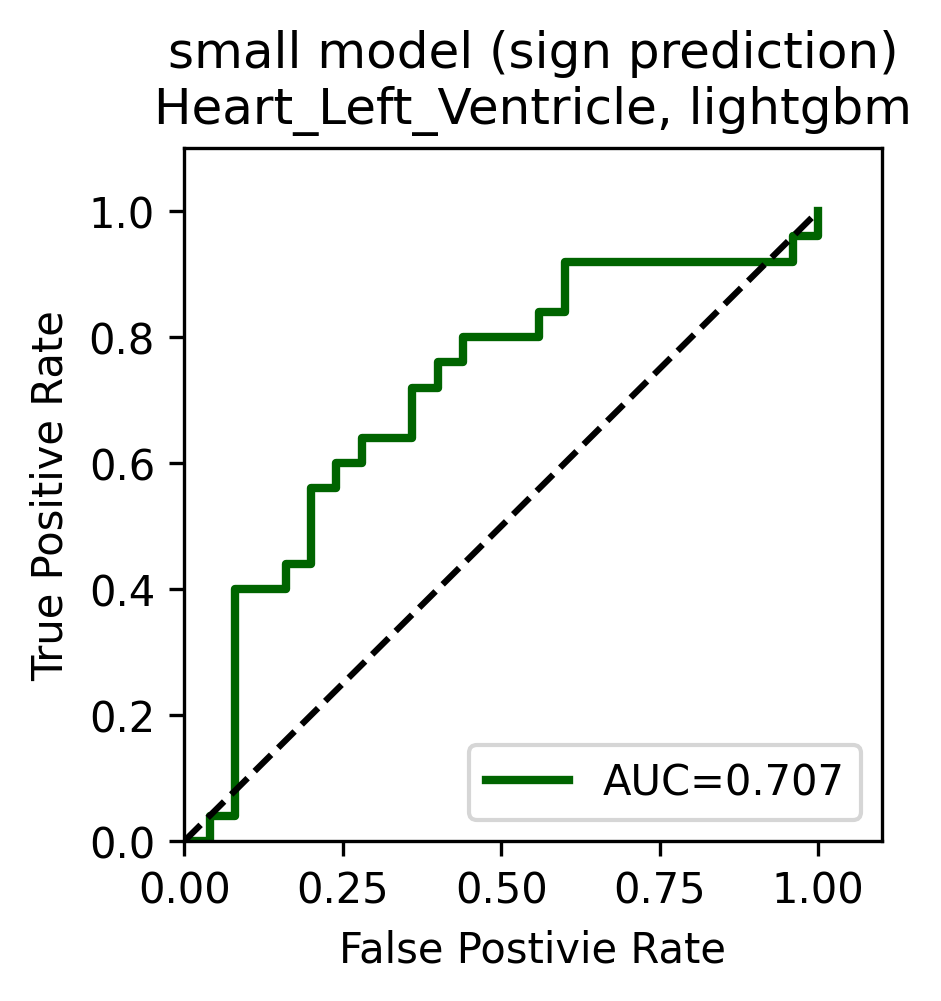 small model (sign prediction)
Heart_Left_Ventricle, lightgbm
1.0
0.8
0.6
0.4
0.2
0.0
True Positive Rate
AUC=0.707
0.00 0.25 0.50 0.75 1.00
False Postivie Rate